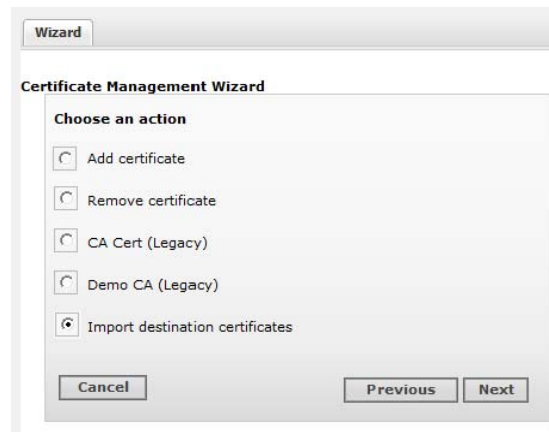 Wizard
Certificate Management Wizard
Choose an action
Add certificate
Remove certificate
CA Cert (Legacy)
Demo CA (Legacy)
Import destination certificates
Cancel Previous Next